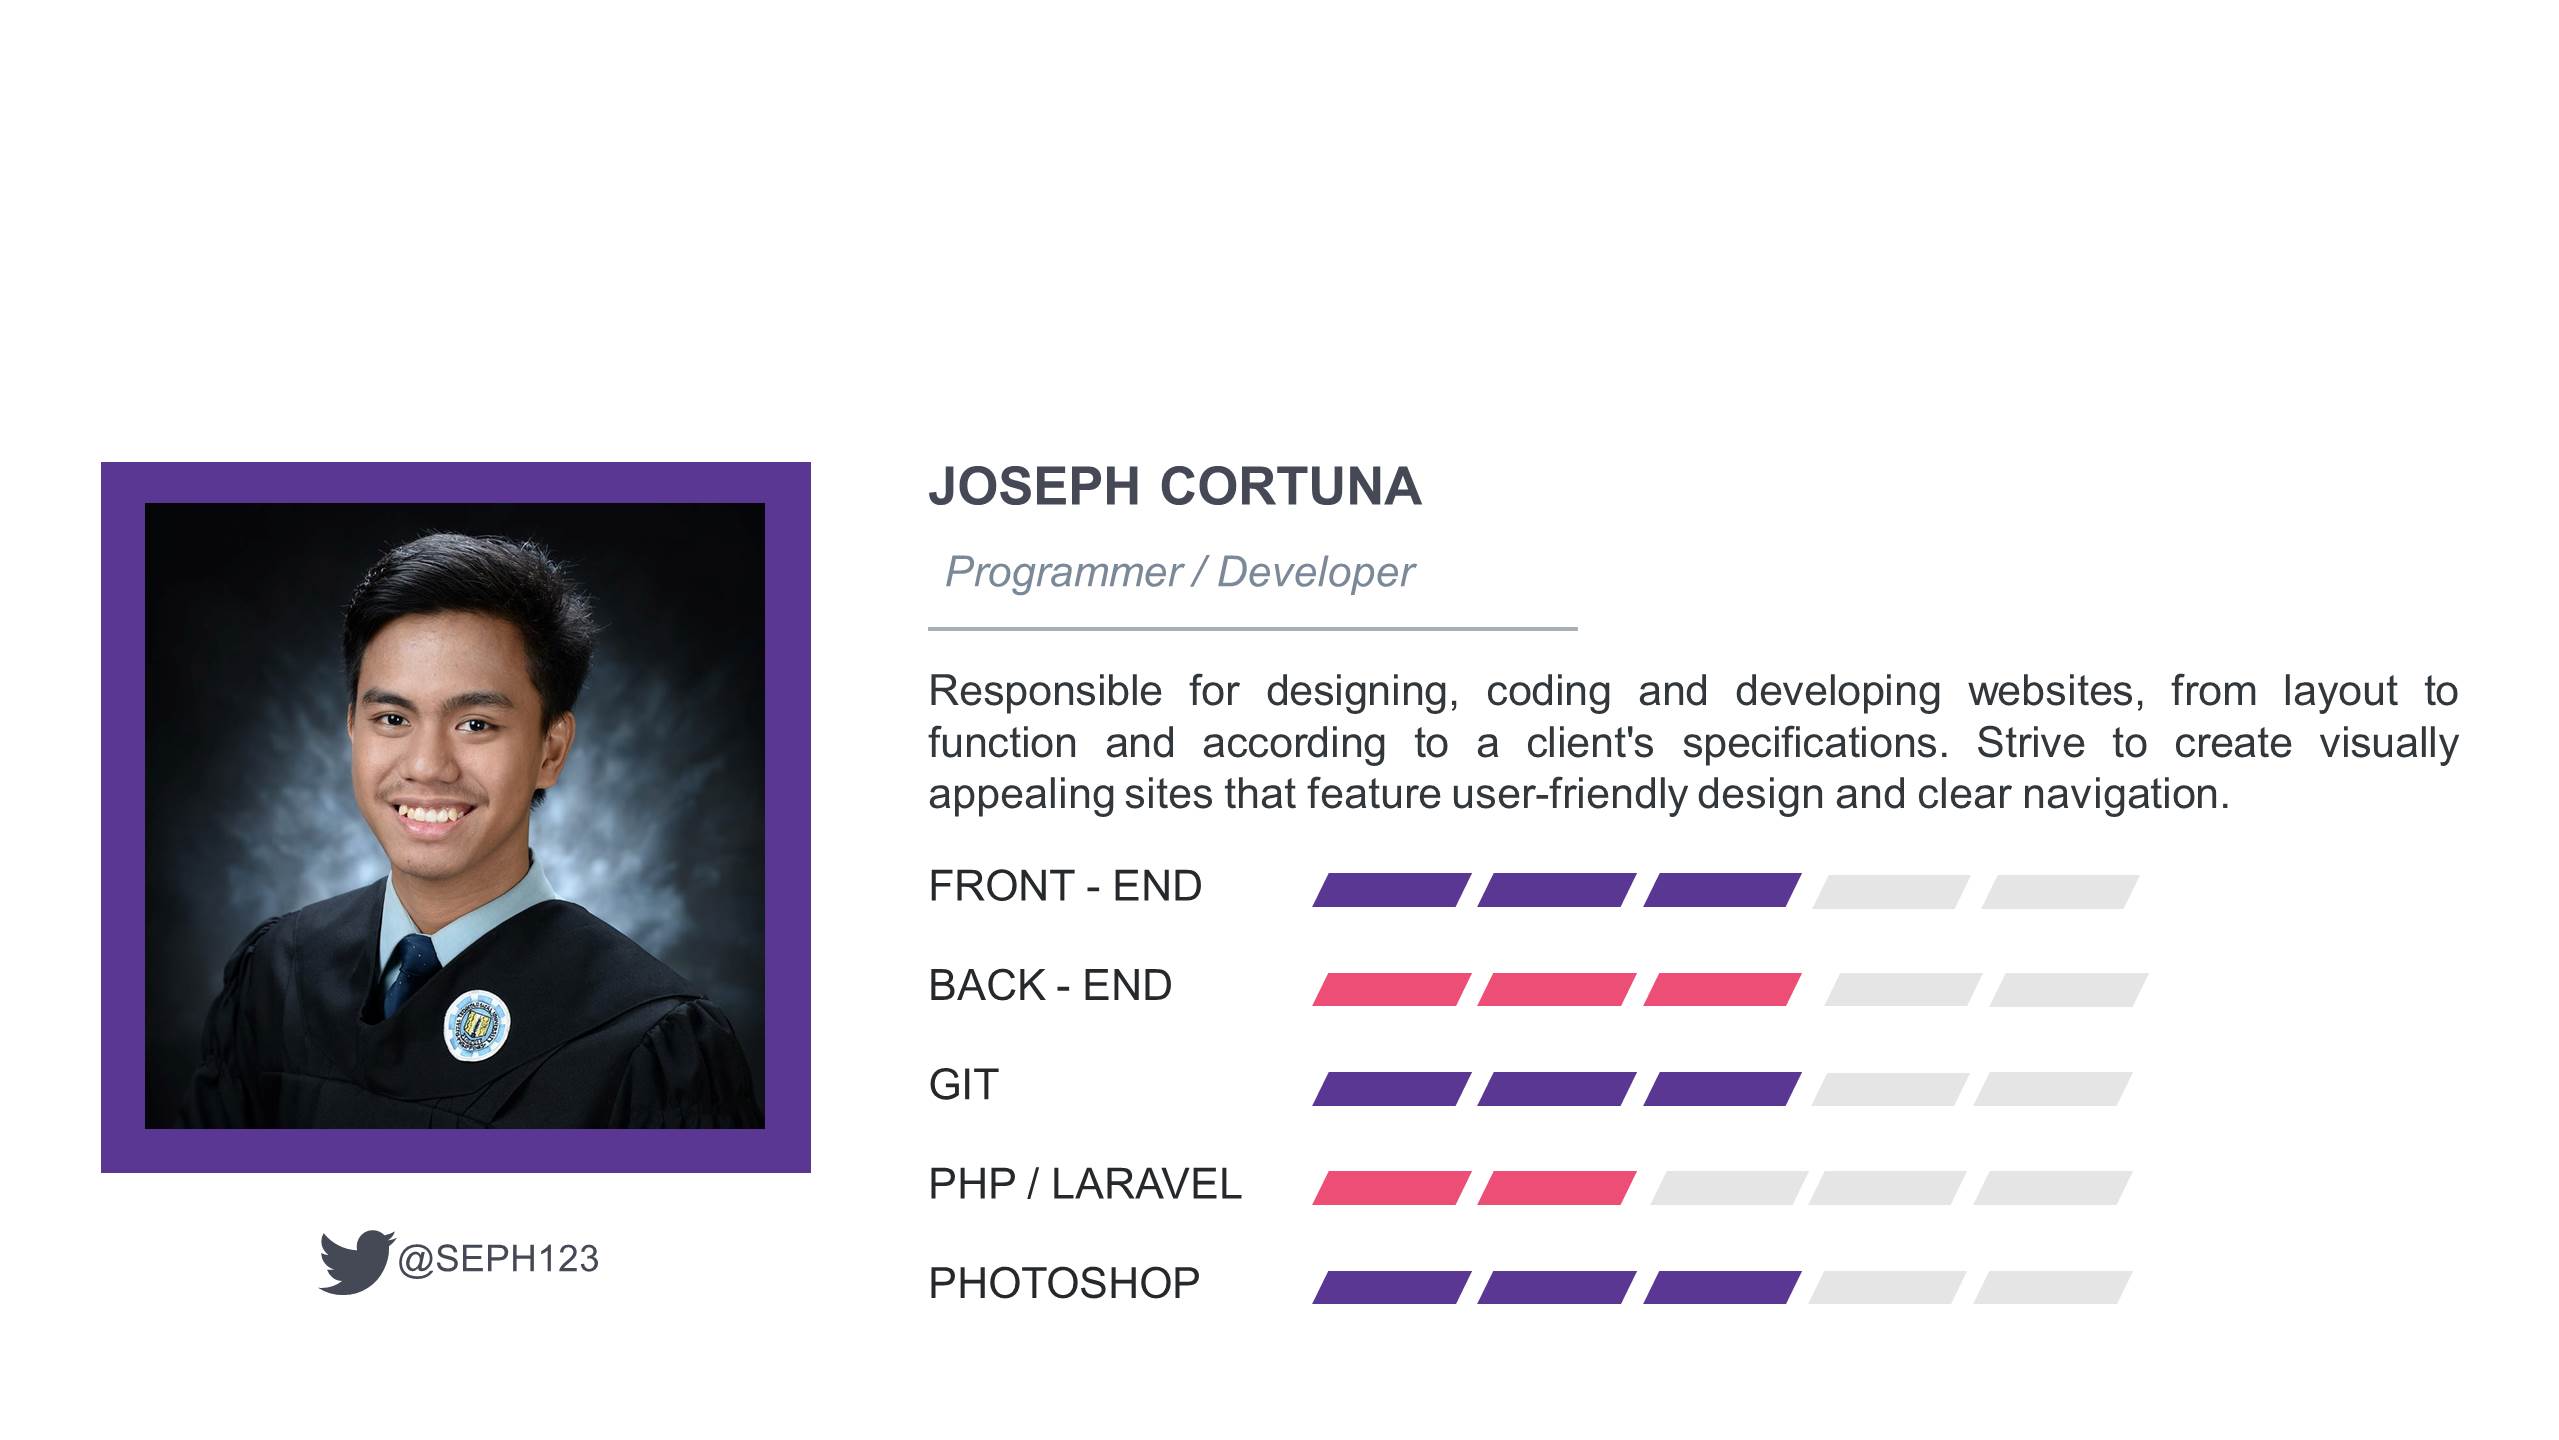 JOSEPH CORTUNA
Programmer / Developer
Responsible for designing, coding and developing websites, from layout to
function and according to a client's specifications. Strive to create visually
appealing sites that feature user-friendly design and clear navigation.
FRONT - END
BACK - END
GIT
PHP / LARAVEL
PHOTOSHOP
@SEPH123